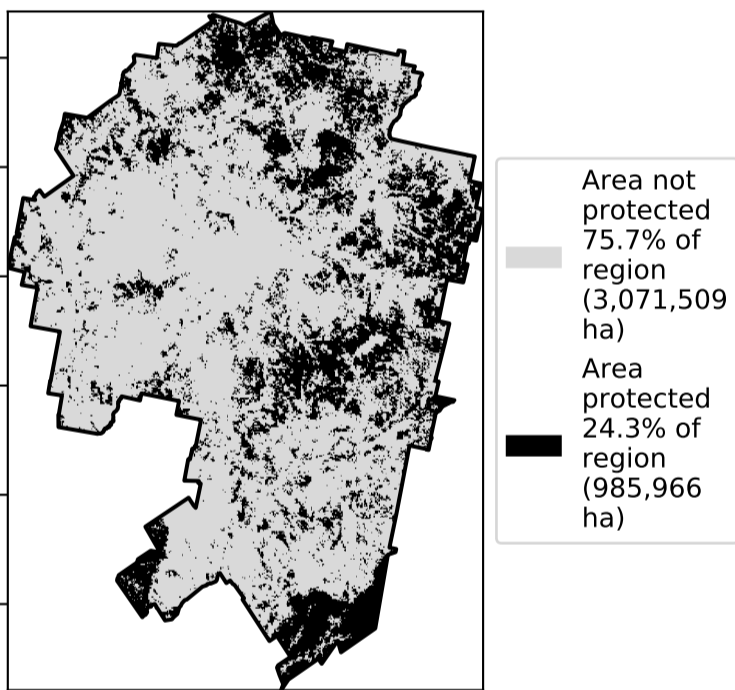 Area not
protected
75.7% of
region
(3,071,509
ha)
Area
protected
24.3% of
region
(985,966
ha)